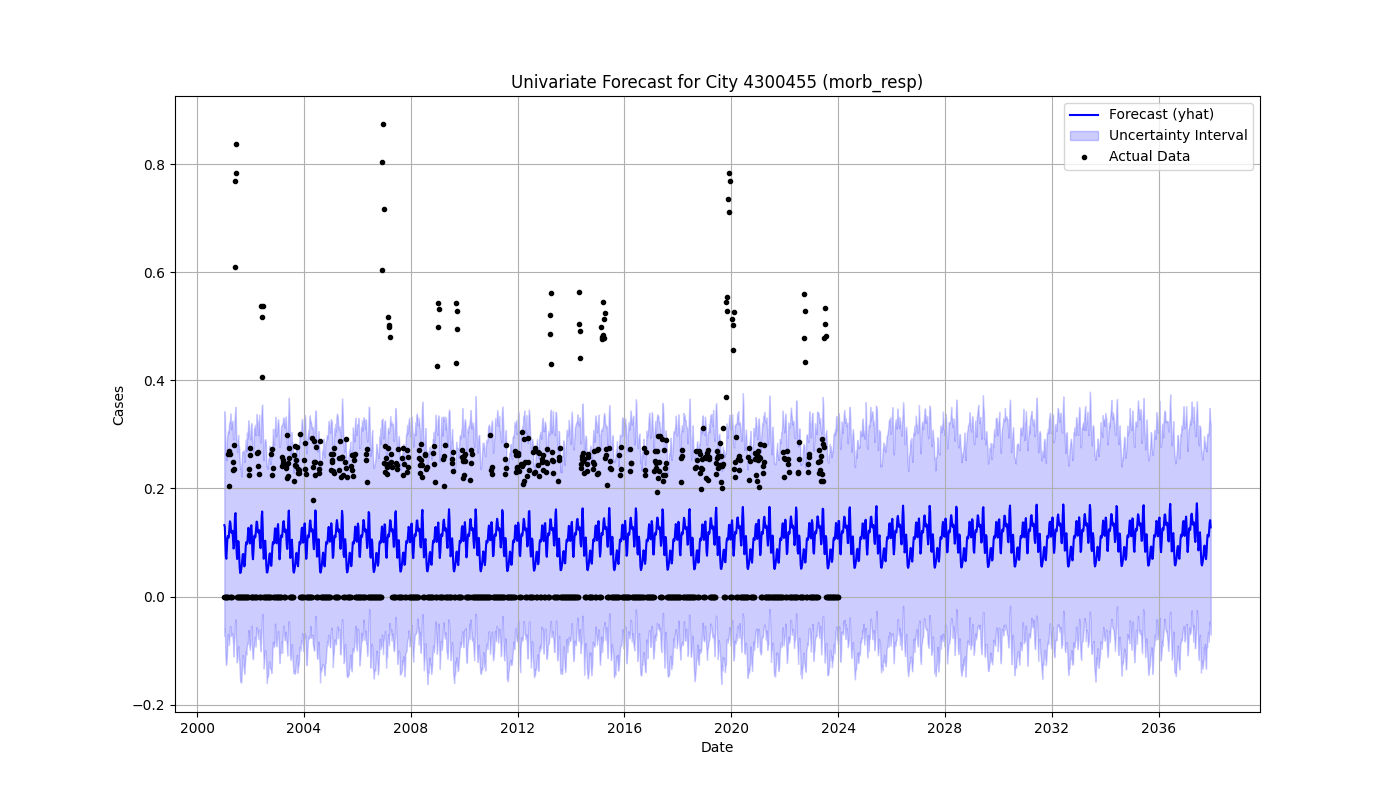 Univariate Forecast for City 4300455 (morb_resp)
Forecast (yhat)
Uncertainty Interval
Actual Data
Cases
0.8
0.6
0.4
0.2
0.0
−0.2
2000 2004 2008 2012 2016 2020 2024 2028 2032 2036
Date